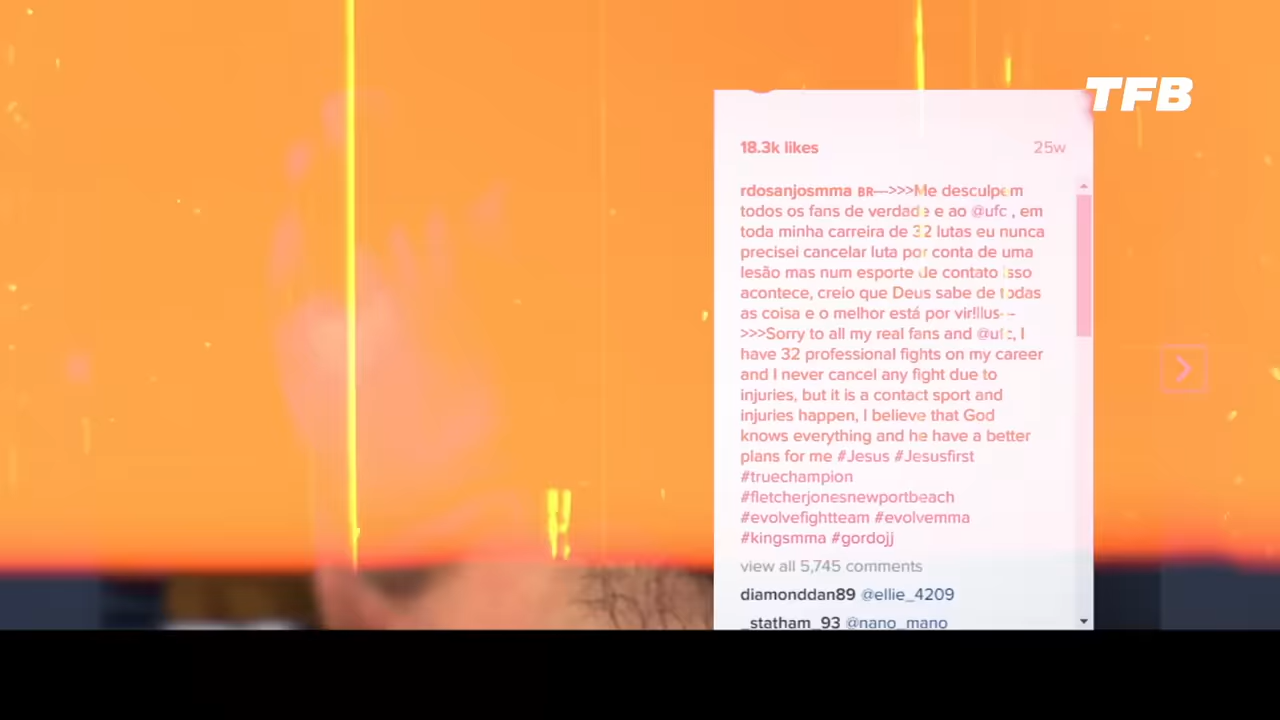 TFB
18.3k likes 25w
rdosanjosmma BR--->>>Me desculpem
todos os fans de verdade e ao @ufc , em
toda minha carreira de 32 lutas eu nunca
precisei cancelar luta por conta de uma
lesão mas num esporte de contato isso
acontece, creio que Deus sabe de todas
as coisa e o melhor está por vir!IIus---
>>>Sorry to all my real fans and @ufc, I
have 32 professional fights on my career
and I never cancel any fight due to
injuries, but it is a contact sport and
injuries happen, I believe that God
knows everything and he have a better
plans for me #Jesus #Jesusfirst
#truechampion
#fletcherjonesnewportbeach
#evolvefightteam #evolvemma
#kingsmma #gordojj
view all 5,745 comments
diamonddan89 @ellie_4209
_statham_93 @nano_mano